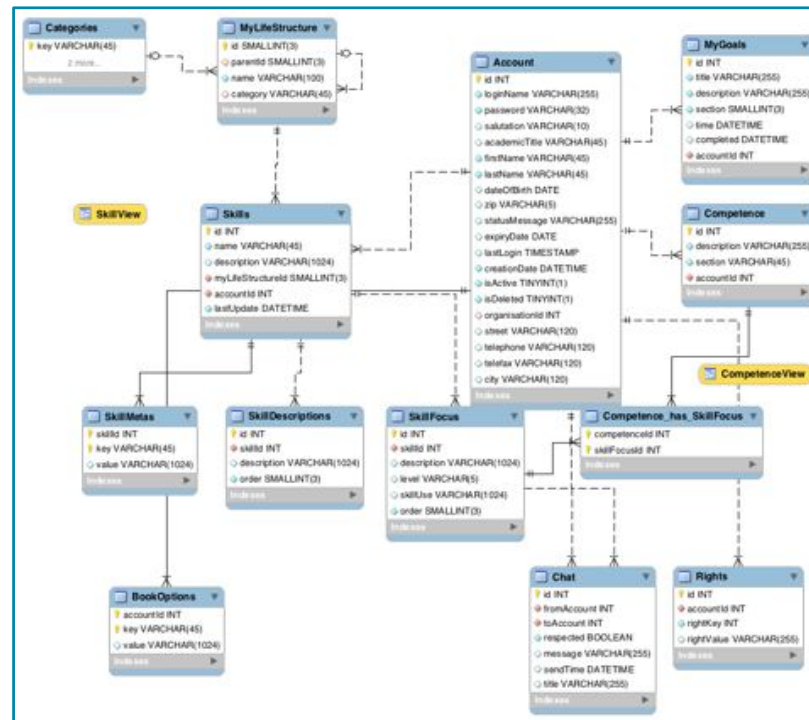 Categories
key VARCHAR(45)
2 more...
Indexes
MyLifeStructure
id SMALLINT(3)
parentId SMALLINT(3)
name VARCHAR(100)
category VARCHAR(45)
Indexes
Account
id INT
loginName VARCHAR(255)
password VARCHAR(32)
salutation VARCHAR(10)
academicTitle VARCHAR(45)
firstName VARCHAR(45)
lastName VARCHAR(45)
dateOfBirth DATE
zip VARCHAR(5)
statusMessage VARCHAR(255)
expiryDate DATE
lastLogin TIMESTAMP
creationDate DATETIME
isActive TINYINT(1)
isDeleted TINYINT(1)
organisationId INT
street VARCHAR(120)
telephone VARCHAR(120)
telefax VARCHAR(120)
city VARCHAR(120)
Indexes
MyGoals
id INT
title VARCHAR(255)
description VARCHAR(255)
section SMALLINT(3)
time DATETIME
completed DATETIME
accountId INT
Indexes
SkillView
Skills
id INT
name VARCHAR(45)
description VARCHAR(1024)
myLifeStructureId SMALLINT(3)
accountId INT
lastUpdate DATETIME
Indexes
Competence
id INT
description VARCHAR(255)
section VARCHAR(45)
accountId INT
Indexes
CompetenceView
SkillMetas
skillId INT
key VARCHAR(45)
value VARCHAR(1024)
Indexes
SkillDescriptions
id INT
skillId INT
description VARCHAR(1024)
order SMALLINT(3)
Indexes
SkillFocus
id INT
skillId INT
description VARCHAR(1024)
level VARCHAR(5)
skillUse VARCHAR(1024)
order SMALLINT(3)
Indexes
Competence_has_SkillFocus
competenceId INT
skillFocusId INT
Indexes
BookOptions
accountId INT
key VARCHAR(45)
value VARCHAR(1024)
Indexes
Chat
id INT
fromAccount INT
toAccount INT
respected BOOLEAN
message VARCHAR(255)
sendTime DATETIME
title VARCHAR(255)
Indexes
Rights
id INT
accountId INT
rightKey INT
rightValue VARCHAR(255)
Indexes